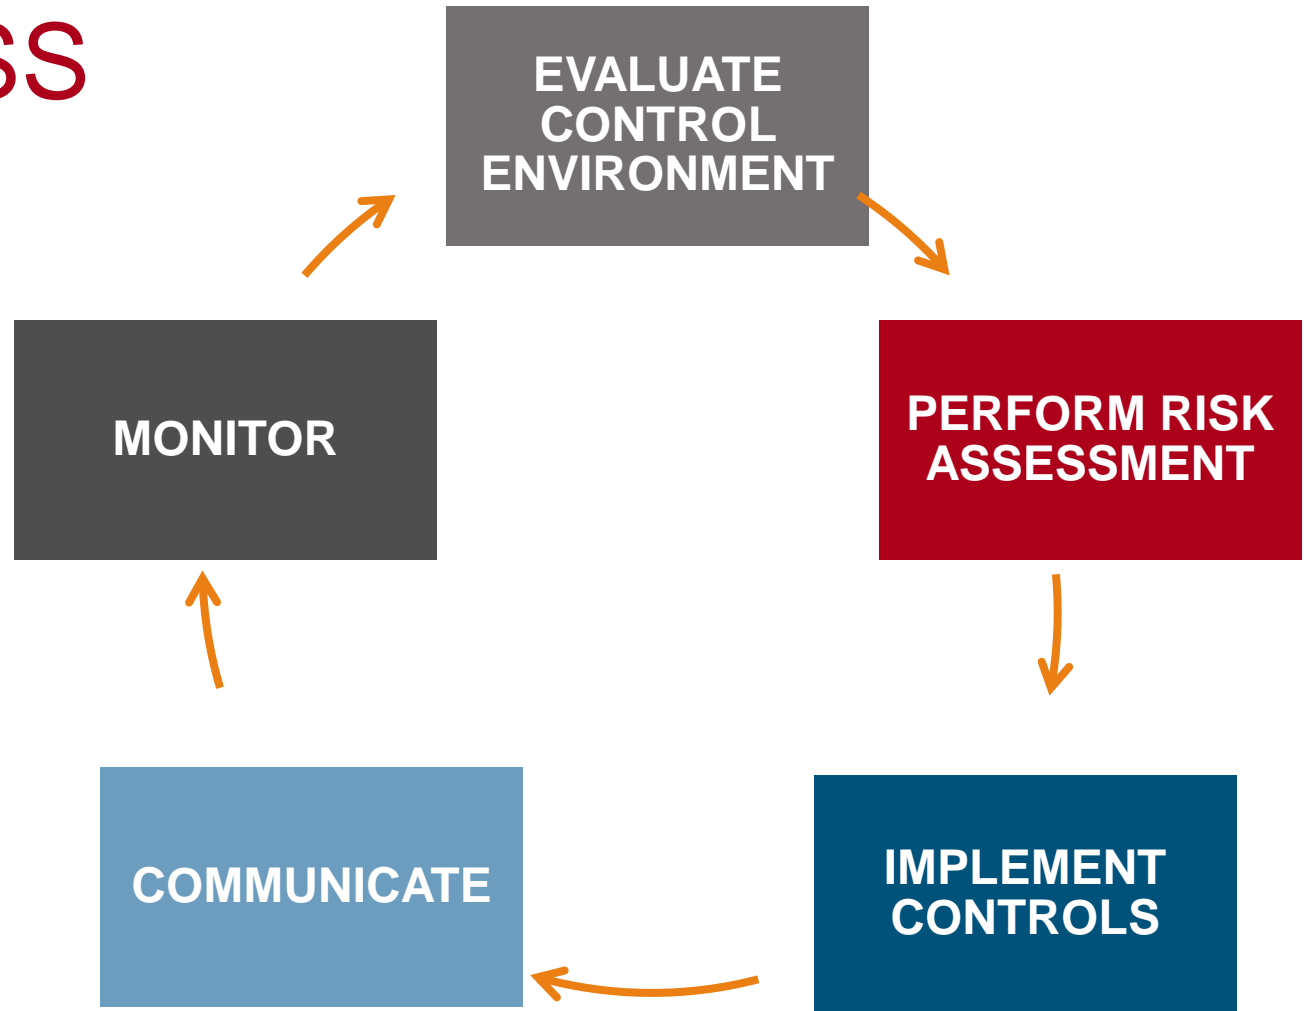 SS
EVALUATE
CONTROL
ENVIRONMENT
PERFORM RISK
ASSESSMENT
IMPLEMENT
CONTROLS
COMMUNICATE
MONITOR